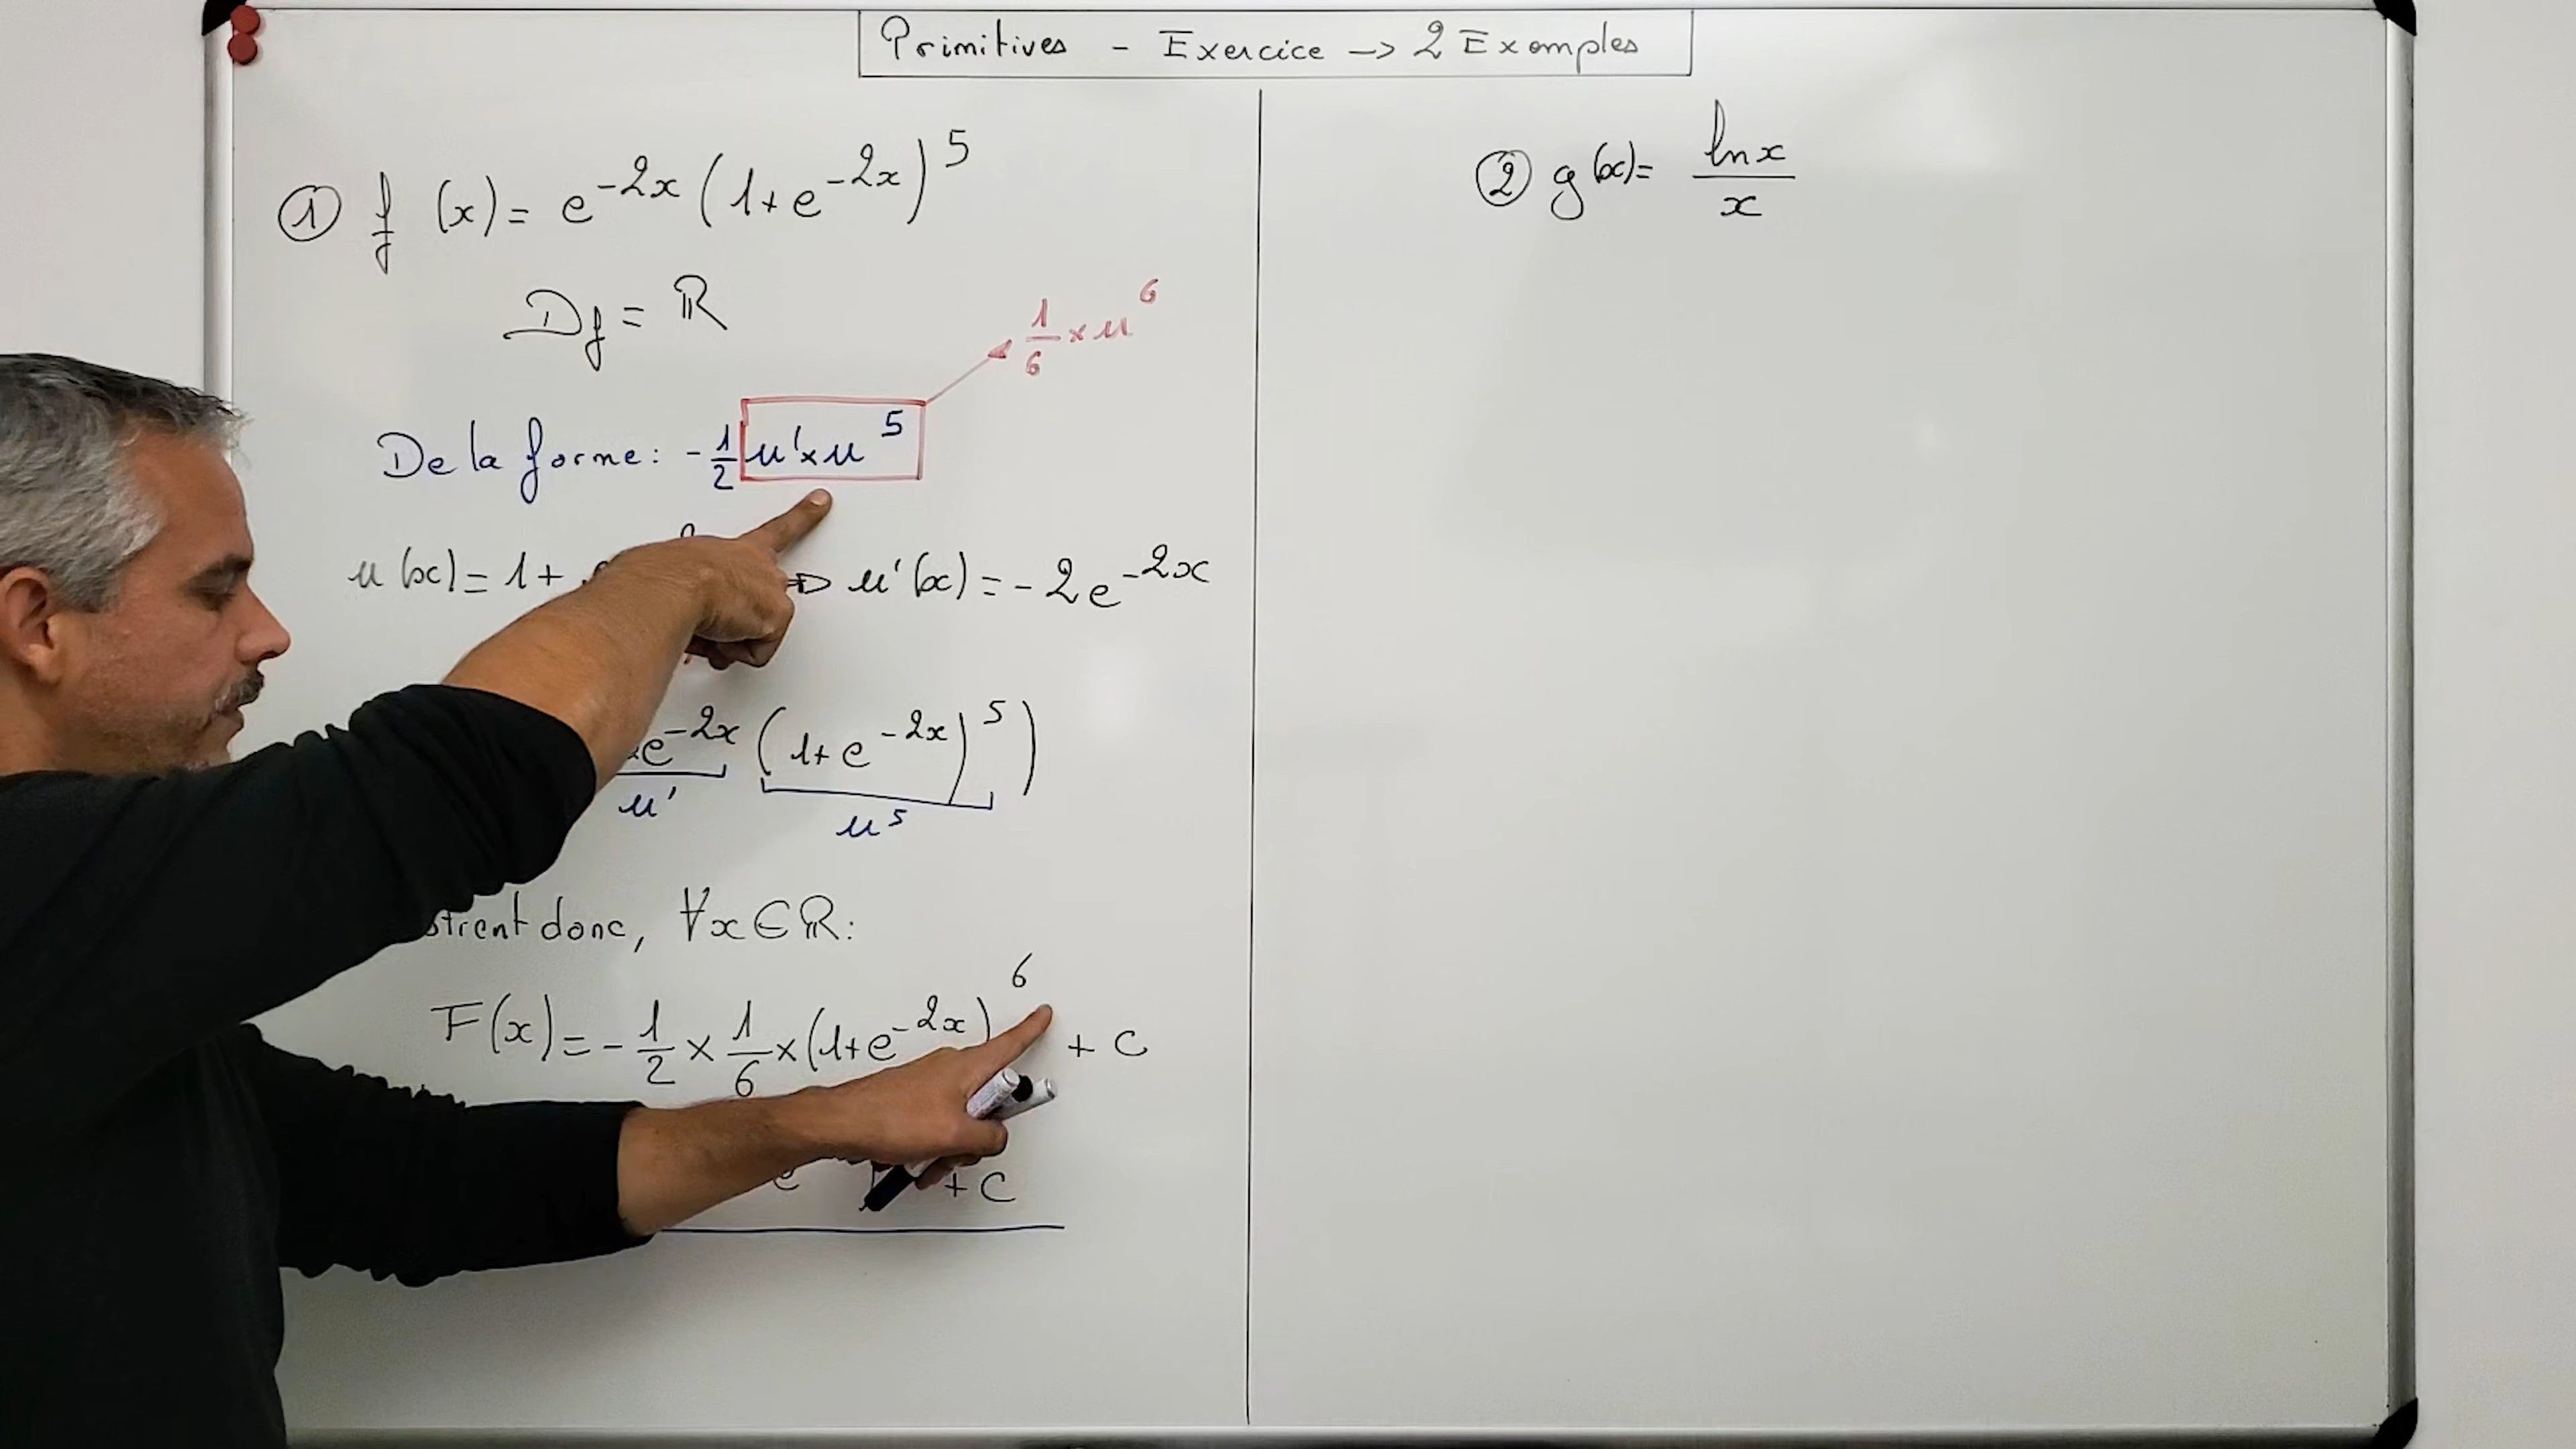 Primitives - Exercice → 2 Exemples
① f(x) = e^{-2x} (1+e^{-2x})^5
Df = ℝ
1/6 × u^6
De la forme: -1/2 u'×u^5
u(x) = 1+ ⇒ u'(x) = -2e^{-2x}
e^{-2x} (1+e^{-2x})^5)
u' u^5
donc, ∀x∈ℝ:
F(x) = -1/2 × 1/6 × (1+e^{-2x})^6 + C
e + C
② g(x) = ln x / x